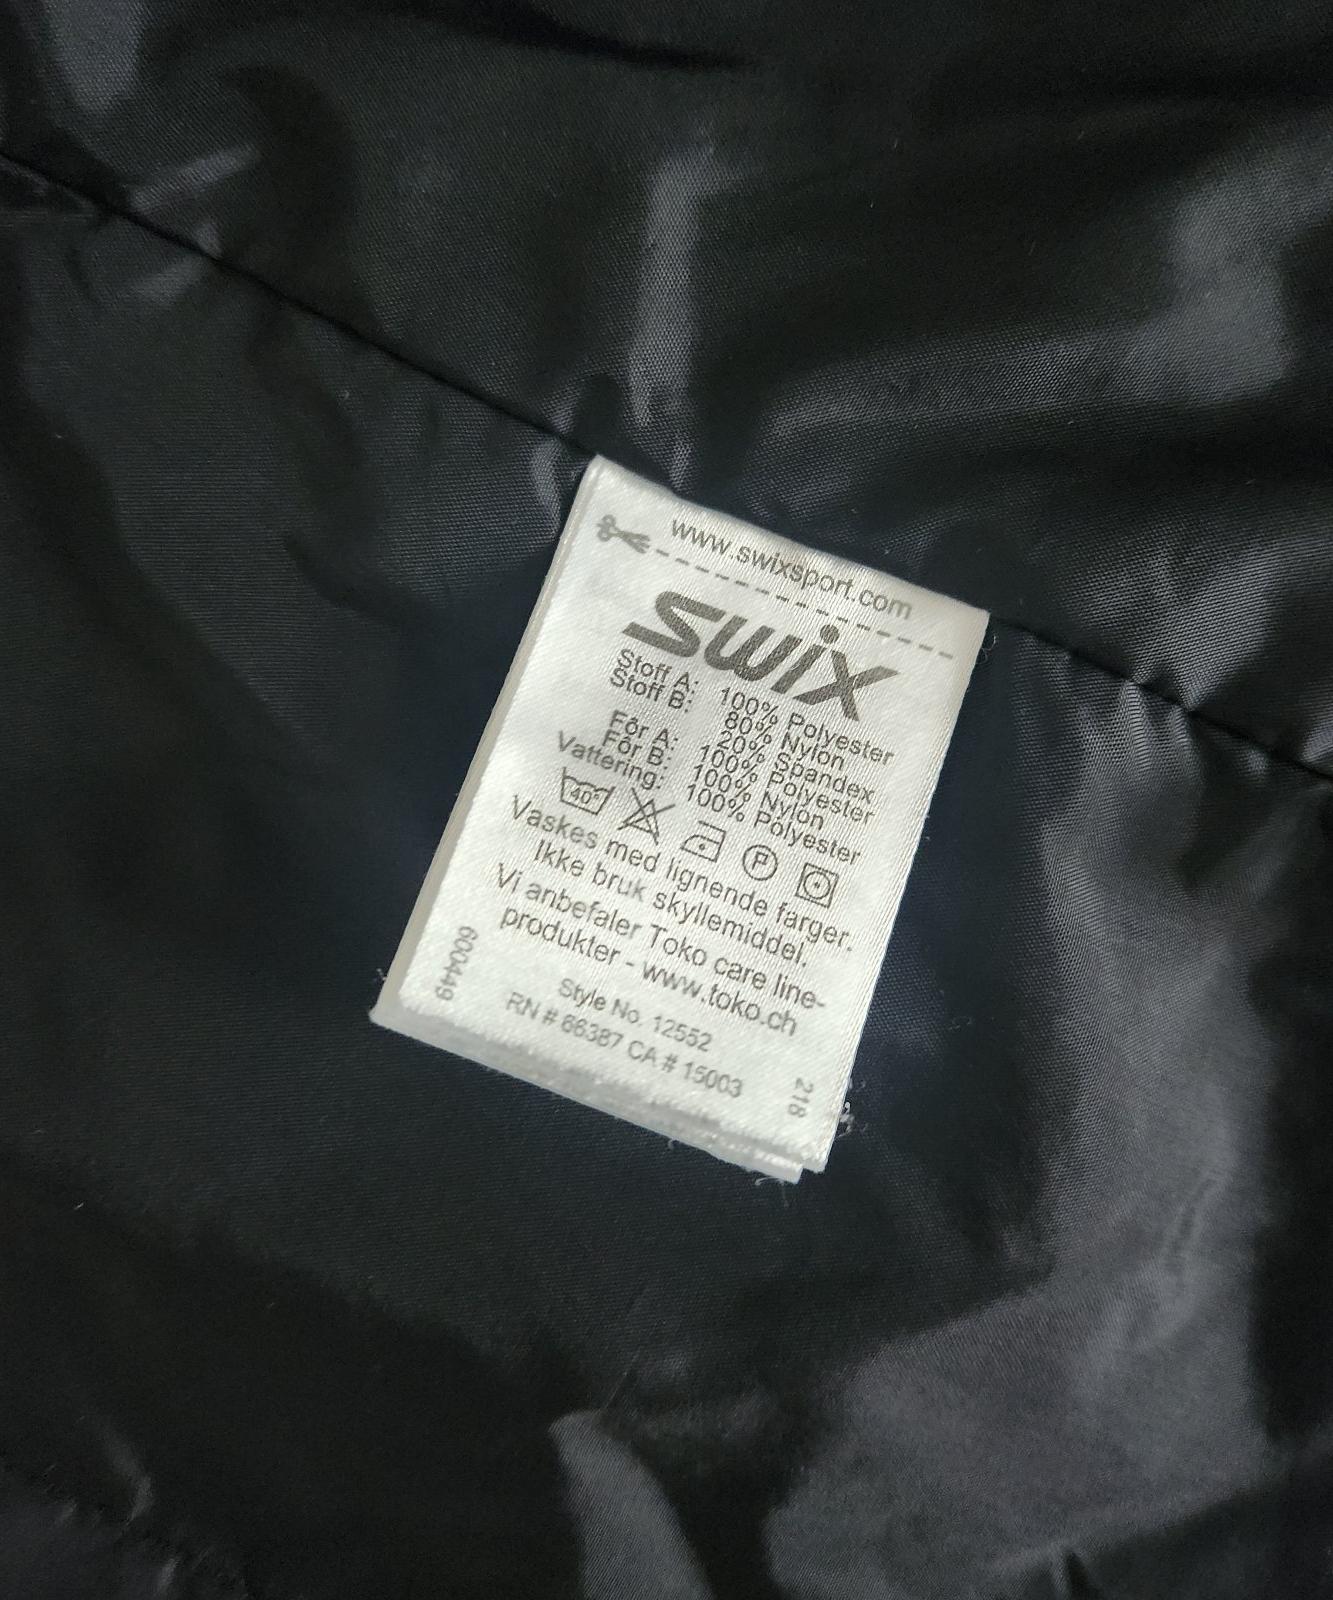 www.swixsport.com
swix
Stoff A: 100% Polyester
Stoff B: 80% Nylon
20% Spandex
Fôr A: 100% Polyester
Fôr B: 100% Nylon
Vattering: 100% Polyester
40°
P
Vaskes med lignende farger.
Ikke bruk skyllemiddel.
Vi anbefaler Toko care line-
produkter - www.toko.ch
Style No. 12552
RN # 66387 CA # 15003
600449
218